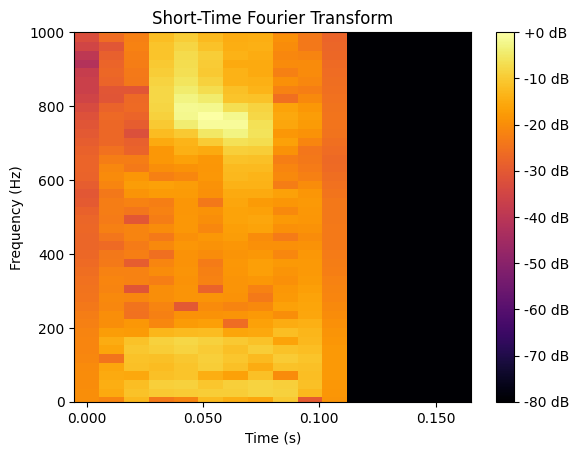 Short-Time Fourier Transform
1000
800
600
400
200
0
Frequency (Hz)
0.000
0.050
0.100
0.150
Time (s)
+0 dB
-10 dB
-20 dB
-30 dB
-40 dB
-50 dB
-60 dB
-70 dB
-80 dB